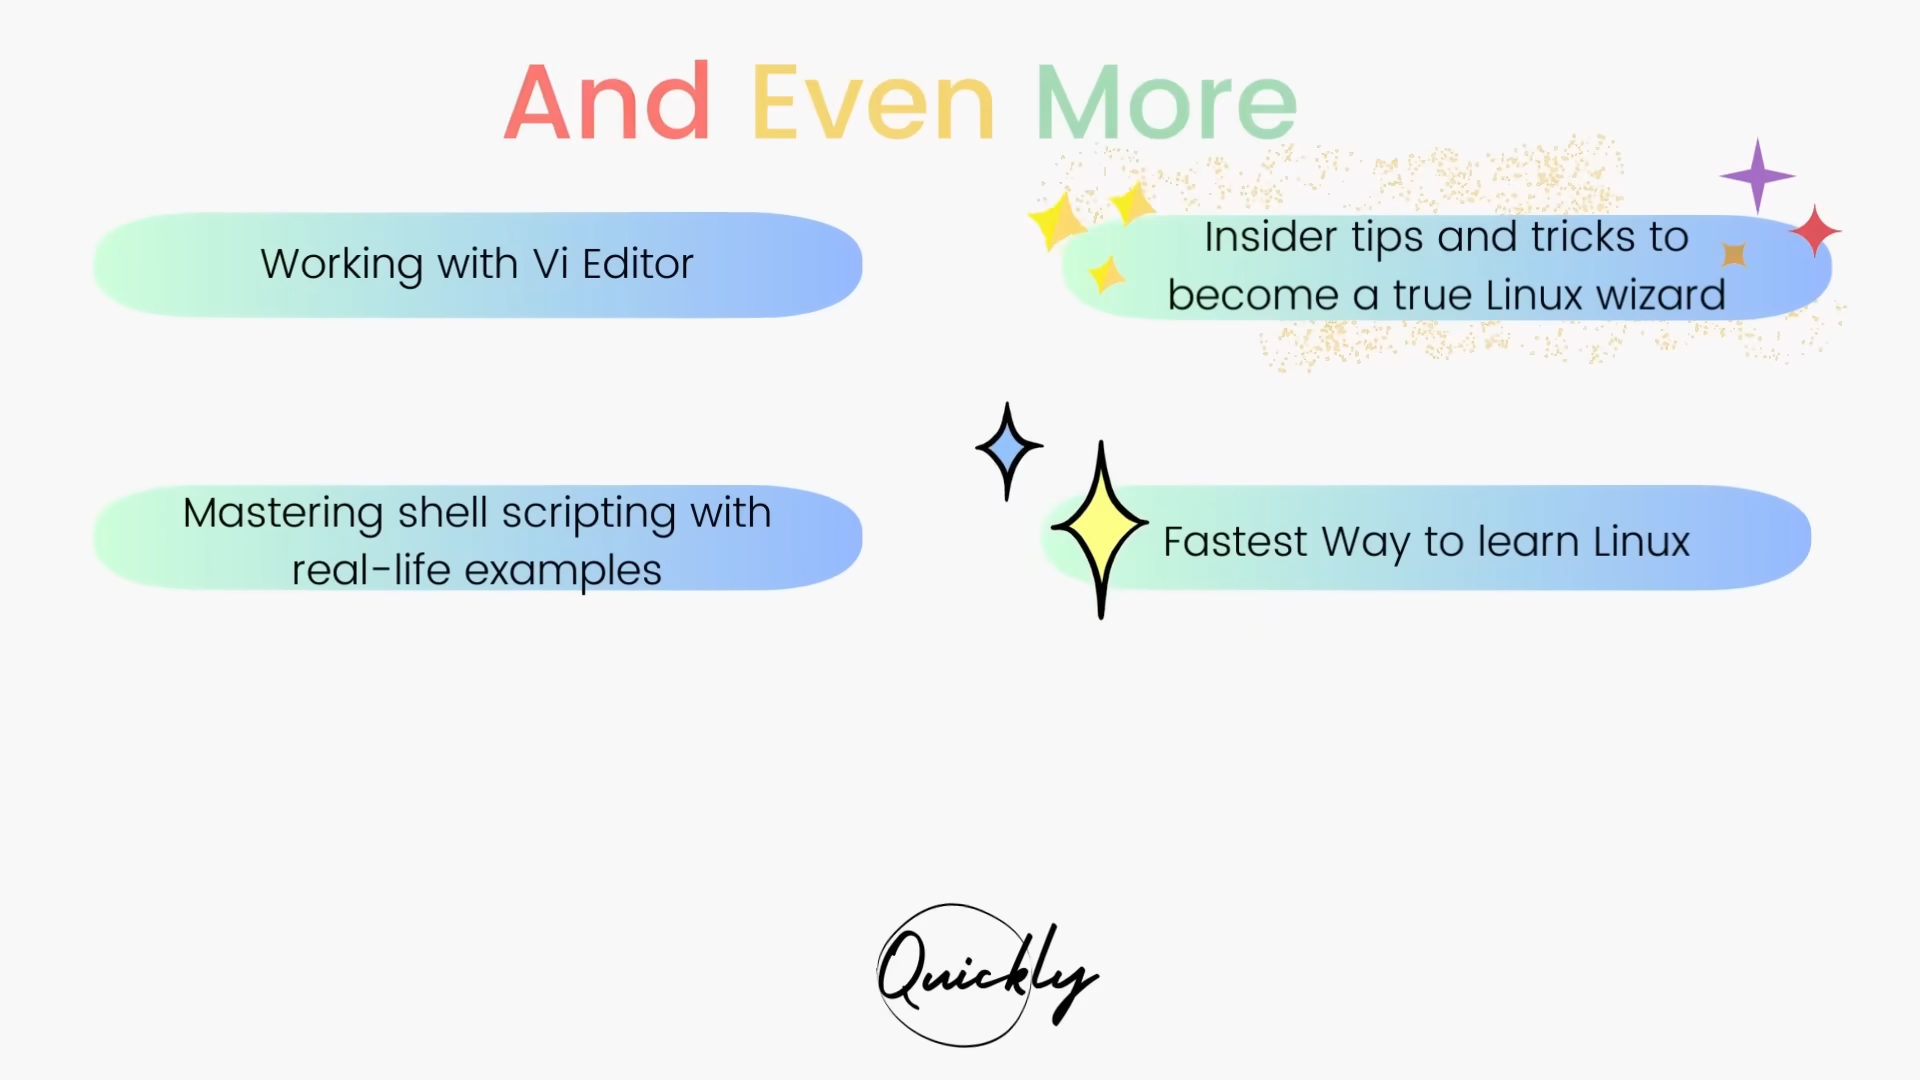 And Even More
Working with Vi Editor
Insider tips and tricks to
become a true Linux wizard
Mastering shell scripting with
real-life examples
Fastest Way to learn Linux
Quickly